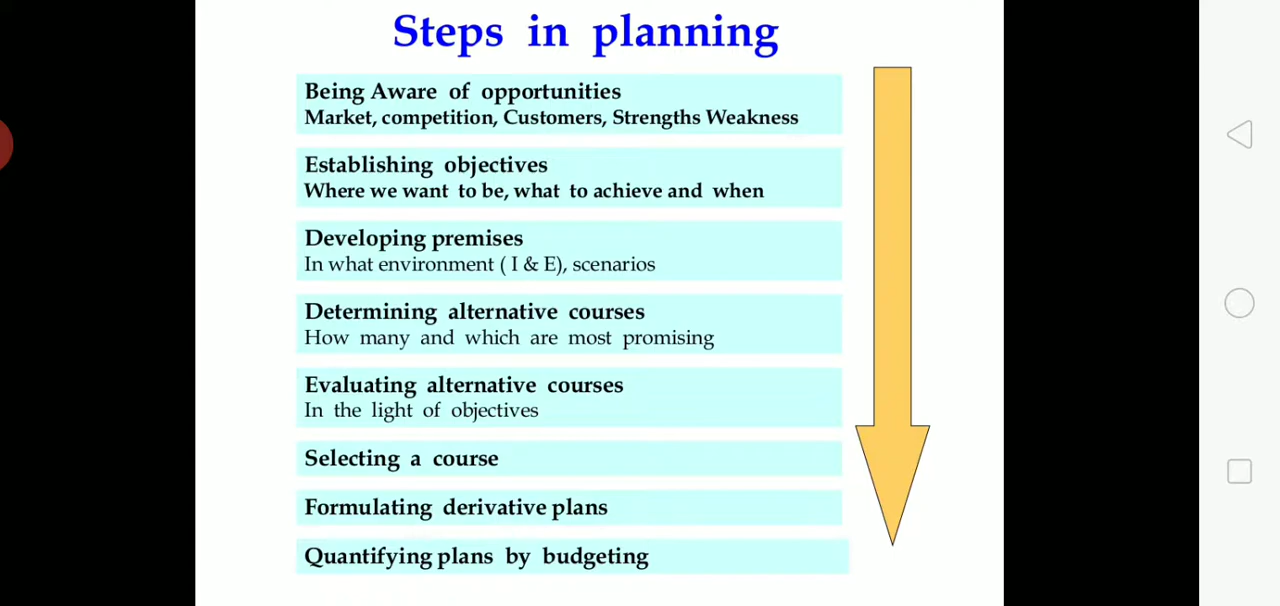 Steps in planning
Being Aware of opportunities
Market, competition, Customers, Strengths Weakness
Establishing objectives
Where we want to be, what to achieve and when
Developing premises
In what environment ( I & E), scenarios
Determining alternative courses
How many and which are most promising
Evaluating alternative courses
In the light of objectives
Selecting a course
Formulating derivative plans
Quantifying plans by budgeting